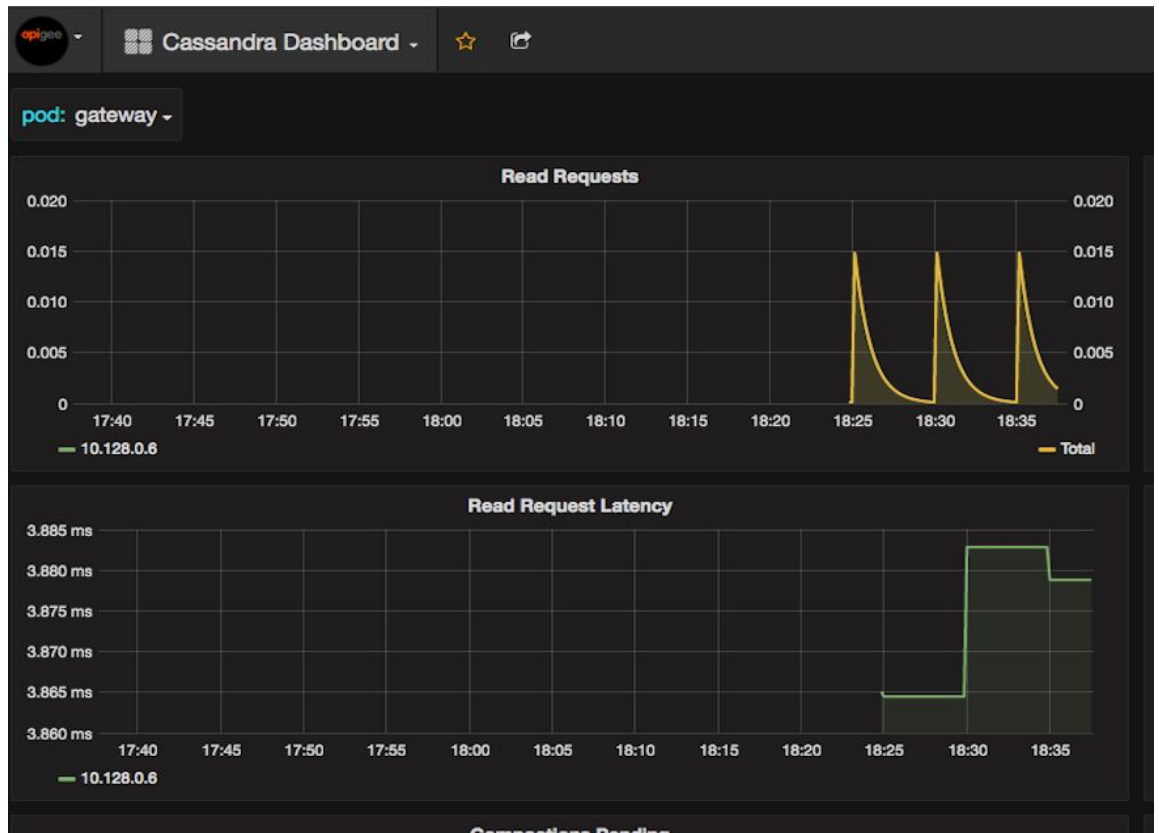 apigee
Cassandra Dashboard
pod: gateway
Read Requests
0.020 0.020
0.015 0.015
0.010 0.010
0.005 0.005
0 0
17:40 17:45 17:50 17:55 18:00 18:05 18:10 18:15 18:20 18:25 18:30 18:35
10.128.0.6 Total
Read Request Latency
3.885 ms
3.880 ms
3.875 ms
3.870 ms
3.865 ms
3.860 ms
17:40 17:45 17:50 17:55 18:00 18:05 18:10 18:15 18:20 18:25 18:30 18:35
10.128.0.6
Compactions Pending